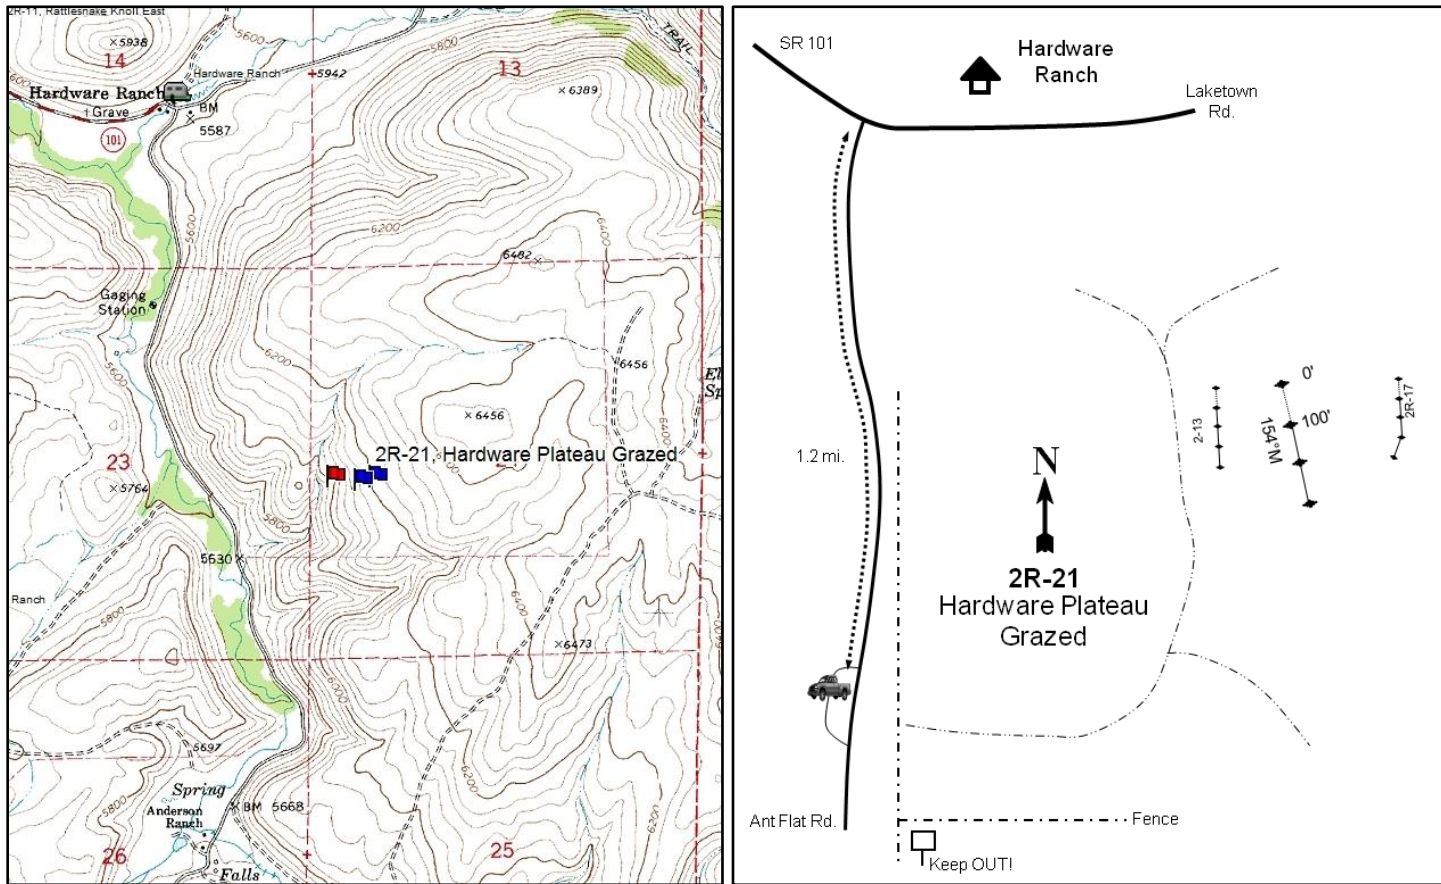 2R-11, Rattlesnake Knoll East
×5938
14
5600
5800
TRAIL
13
Hardware Ranch
+5942
Hardware Ranch
×6389
†Grave
BM
5587
101
5600
6200
6400
6482×
Gaging
Station
5600
6200
6456
×6456
2R-21, Hardware Plateau Grazed
23
×5764
5800
6400
5630×
Ranch
5800
6400
6400
×6473
6000
5697
6200
Spring
5800
×BM 5668
Anderson
Ranch
26
25
Falls
SR 101
Hardware
Ranch
Laketown
Rd.
0'
100'
154°M
2-13
2R-17
1.2 mi.
N
2R-21
Hardware Plateau
Grazed
Ant Flat Rd.
Fence
Keep OUT!